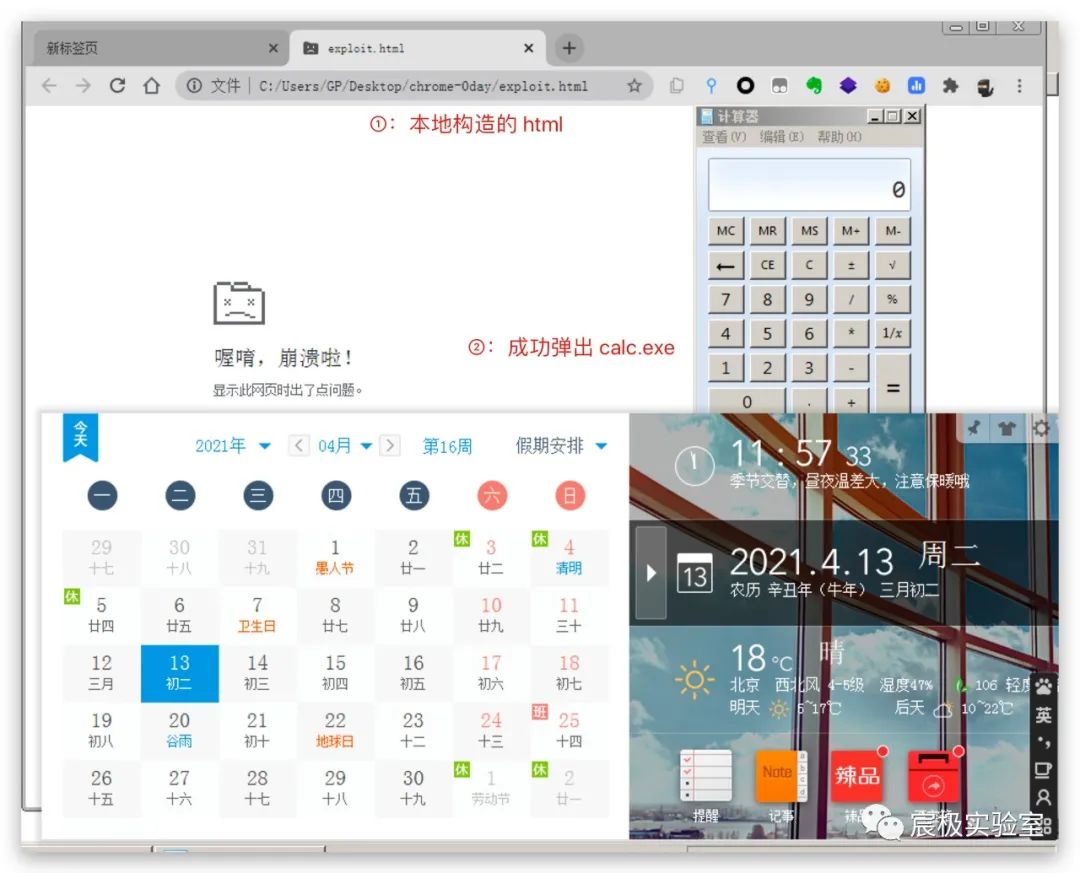 新标签页
exploit.html
文件 | C:/Users/GP/Desktop/chrome-0day/exploit.html
①：本地构造的 html
计算器
查看(V) 编辑(E) 帮助(H)
0
MC MR MS M+ M-
← CE C ± √
7 8 9 / %
4 5 6 * 1/x
1 2 3 - =
0 . +
喔唷，崩溃啦！
显示此网页时出了点问题。
②：成功弹出 calc.exe
今天
2021年 04月 第16周 假期安排
一 二 三 四 五 六 日
29 30 31 1 2 休 3 休 4
十七 十八 十九 愚人节 廿一 廿二 清明
休 5 6 7 8 9 10 11
廿四 廿五 卫生日 廿七 廿八 廿九 三十
12 13 14 15 16 17 18
三月 初二 初三 初四 初五 初六 初七
19 20 21 22 23 24 班 25
初八 谷雨 初十 地球日 十二 十三 十四
26 27 28 29 30 休 1 休 2
十五 十六 十七 十八 十九 劳动节 廿一
11:57 33
季节交替，昼夜温差大，注意保暖哦
13
2021.4.13 周二
农历 辛丑年（牛年） 三月初二
18℃ 晴
北京 西北风 4-5级 湿度47% 106 轻度
明天 5~17℃ 后天 10~22℃
英
Note
a
b
c
d
辣品
提醒 记事
宸极实验室